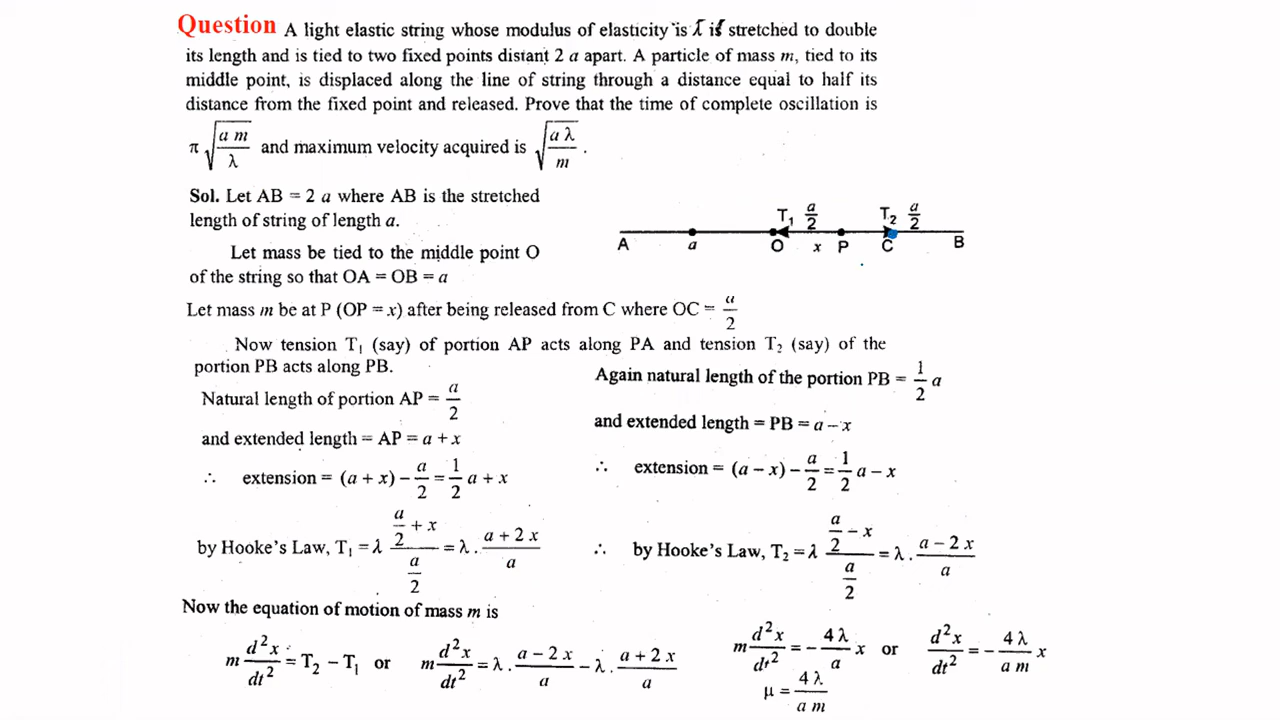 Question A light elastic string whose modulus of elasticity is λ is stretched to double
its length and is tied to two fixed points distant 2 a apart. A particle of mass m, tied to its
middle point, is displaced along the line of string through a distance equal to half its
distance from the fixed point and released. Prove that the time of complete oscillation is
π √(a m / λ) and maximum velocity acquired is √(a λ / m) .
Sol. Let AB = 2 a where AB is the stretched
length of string of length a.
T₁ a/2 T₂ a/2
A a O x P C B
Let mass be tied to the middle point O
of the string so that OA = OB = a
Let mass m be at P (OP = x) after being released from C where OC = a/2
Now tension T₁ (say) of portion AP acts along PA and tension T₂ (say) of the
portion PB acts along PB.
Natural length of portion AP = a/2
and extended length = AP = a + x
∴ extension = (a + x) − a/2 = 1/2 a + x
by Hooke's Law, T₁ = λ (a/2 + x)/(a/2) = λ . (a + 2 x)/a
Again natural length of the portion PB = 1/2 a
and extended length = PB = a − x
∴ extension = (a − x) − a/2 = 1/2 a − x
∴ by Hooke's Law, T₂ = λ (a/2 − x)/(a/2) = λ . (a − 2 x)/a
Now the equation of motion of mass m is
m d²x/dt² = T₂ − T₁ or m d²x/dt² = λ . (a − 2 x)/a − λ . (a + 2 x)/a
m d²x/dt² = − 4 λ/a x or d²x/dt² = − 4 λ/a m x
μ = 4 λ/a m